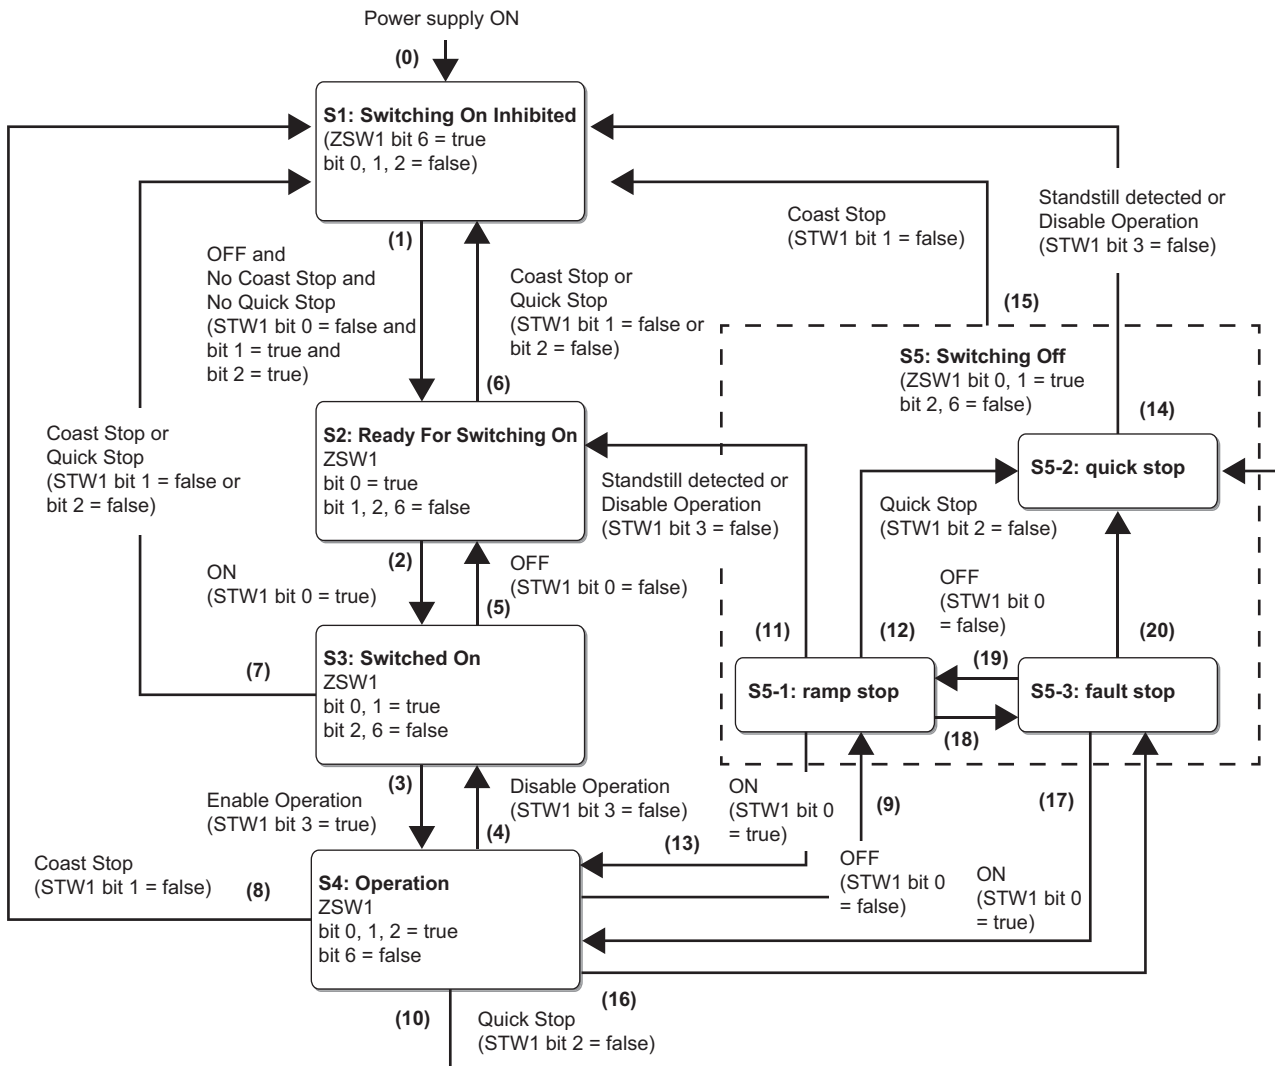 Power supply ON
(0)
S1: Switching On Inhibited
(ZSW1 bit 6 = true
bit 0, 1, 2 = false)
(1)
OFF and
No Coast Stop and
No Quick Stop
(STW1 bit 0 = false and
bit 1 = true and
bit 2 = true)
Coast Stop or
Quick Stop
(STW1 bit 1 = false or
bit 2 = false)
(6)
Coast Stop
(STW1 bit 1 = false)
(15)
Standstill detected or
Disable Operation
(STW1 bit 3 = false)
S5: Switching Off
(ZSW1 bit 0, 1 = true
bit 2, 6 = false)
(14)
S2: Ready For Switching On
ZSW1
bit 0 = true
bit 1, 2, 6 = false
Coast Stop or
Quick Stop
(STW1 bit 1 = false or
bit 2 = false)
Standstill detected or
Disable Operation
(STW1 bit 3 = false)
S5-2: quick stop
Quick Stop
(STW1 bit 2 = false)
(2)
ON
(STW1 bit 0 = true)
OFF
(STW1 bit 0 = false)
(5)
OFF
(STW1 bit 0
= false)
(11)
(12)
(20)
(19)
S3: Switched On
ZSW1
bit 0, 1 = true
bit 2, 6 = false
(7)
S5-1: ramp stop
S5-3: fault stop
(18)
(3)
Enable Operation
(STW1 bit 3 = true)
Disable Operation
(STW1 bit 3 = false)
(4)
ON
(STW1 bit 0
= true)
(13)
(9)
(17)
OFF
(STW1 bit 0
= false)
ON
(STW1 bit 0
= true)
Coast Stop
(STW1 bit 1 = false)
(8)
S4: Operation
ZSW1
bit 0, 1, 2 = true
bit 6 = false
(16)
(10)
Quick Stop
(STW1 bit 2 = false)